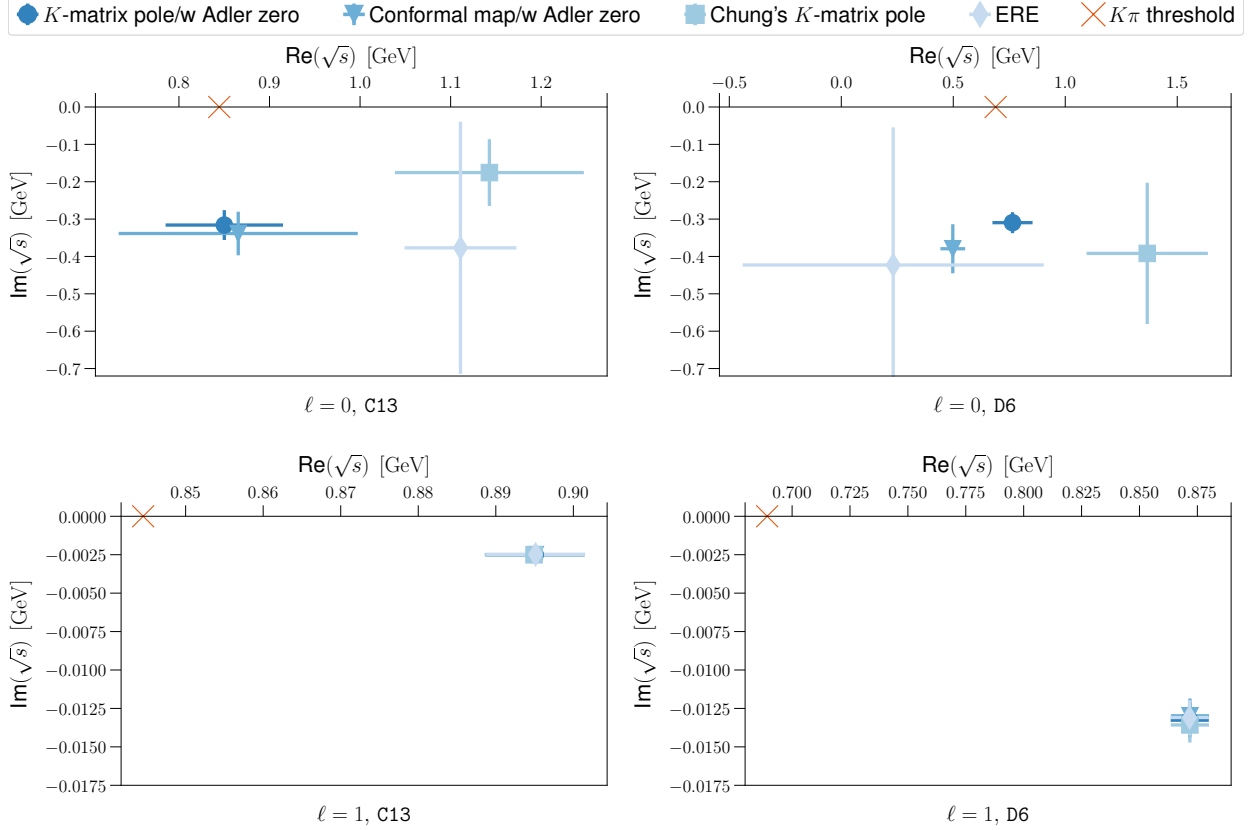 K-matrix pole/w Adler zero Conformal map/w Adler zero Chung's K-matrix pole ERE Kπ threshold
Re(√s) [GeV]
0.8 0.9 1.0 1.1 1.2
Im(√s) [GeV]
0.0
−0.1
−0.2
−0.3
−0.4
−0.5
−0.6
−0.7
ℓ = 0, C13
Re(√s) [GeV]
−0.5 0.0 0.5 1.0 1.5
Im(√s) [GeV]
0.0
−0.1
−0.2
−0.3
−0.4
−0.5
−0.6
−0.7
ℓ = 0, D6
Re(√s) [GeV]
0.85 0.86 0.87 0.88 0.89 0.90
Im(√s) [GeV]
0.0000
−0.0025
−0.0050
−0.0075
−0.0100
−0.0125
−0.0150
−0.0175
ℓ = 1, C13
Re(√s) [GeV]
0.700 0.725 0.750 0.775 0.800 0.825 0.850 0.875
Im(√s) [GeV]
0.0000
−0.0025
−0.0050
−0.0075
−0.0100
−0.0125
−0.0150
−0.0175
ℓ = 1, D6